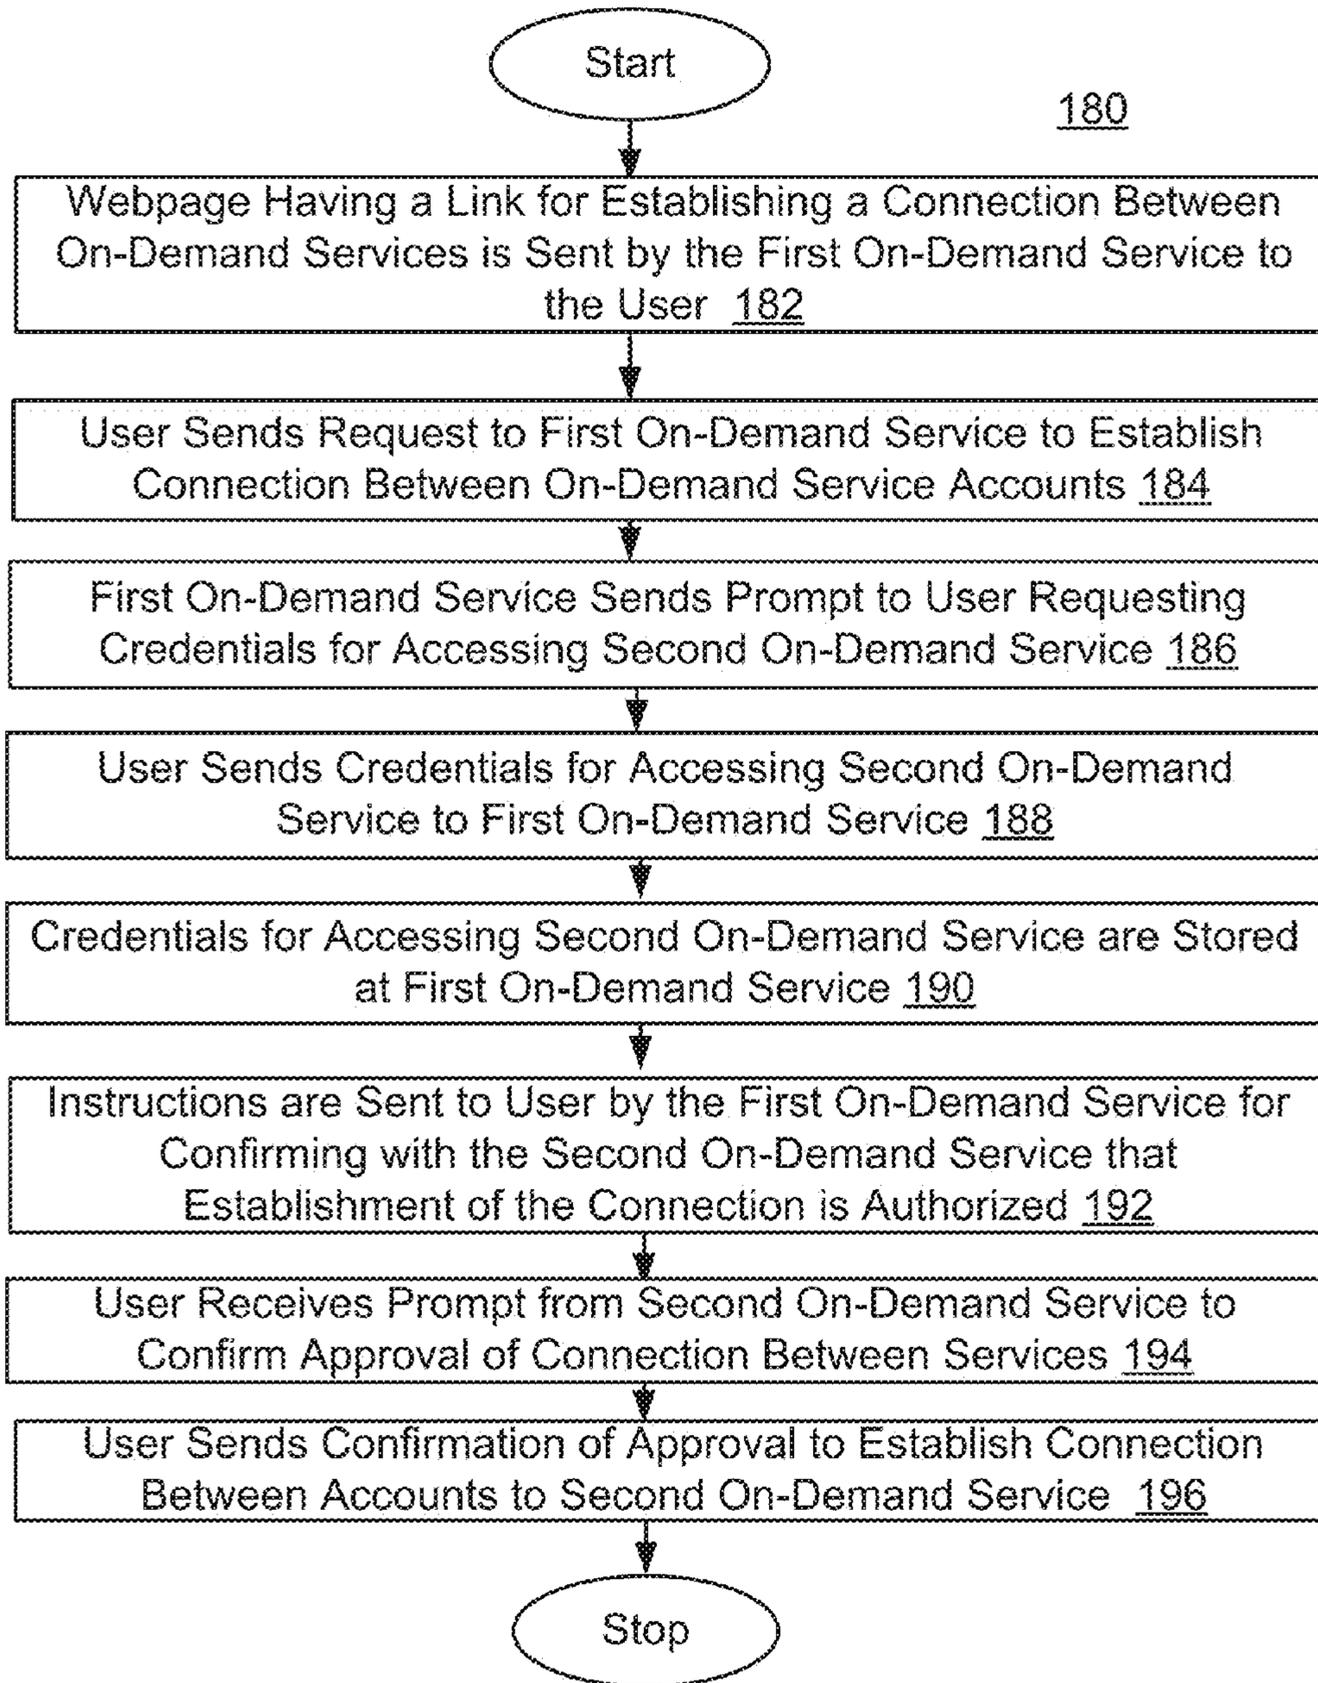 Start
180
Webpage Having a Link for Establishing a Connection Between
On-Demand Services is Sent by the First On-Demand Service to
the User 182
User Sends Request to First On-Demand Service to Establish
Connection Between On-Demand Service Accounts 184
First On-Demand Service Sends Prompt to User Requesting
Credentials for Accessing Second On-Demand Service 186
User Sends Credentials for Accessing Second On-Demand
Service to First On-Demand Service 188
Credentials for Accessing Second On-Demand Service are Stored
at First On-Demand Service 190
Instructions are Sent to User by the First On-Demand Service for
Confirming with the Second On-Demand Service that
Establishment of the Connection is Authorized 192
User Receives Prompt from Second On-Demand Service to
Confirm Approval of Connection Between Services 194
User Sends Confirmation of Approval to Establish Connection
Between Accounts to Second On-Demand Service 196
Stop